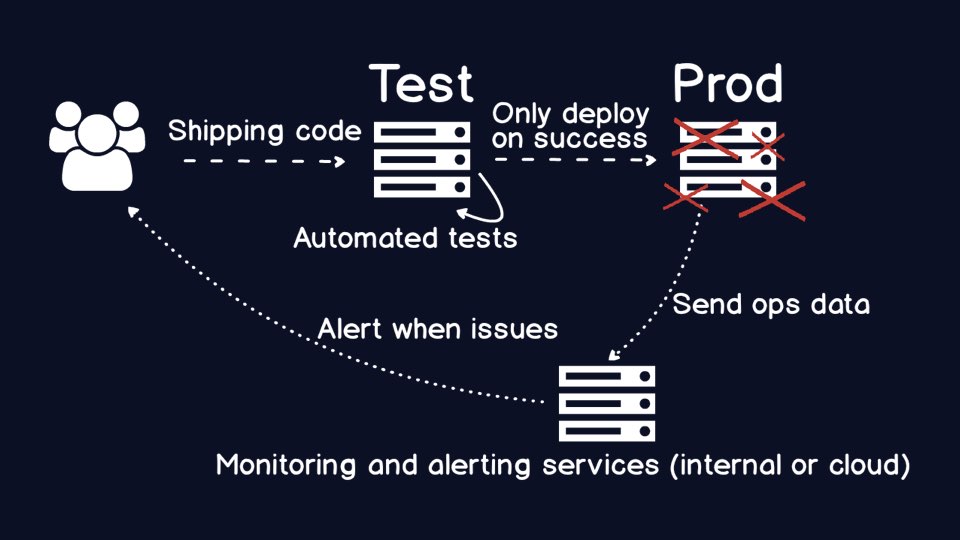 Test
Prod
Shipping code
Only deploy
on success
Automated tests
Send ops data
Alert when issues
Monitoring and alerting services (internal or cloud)